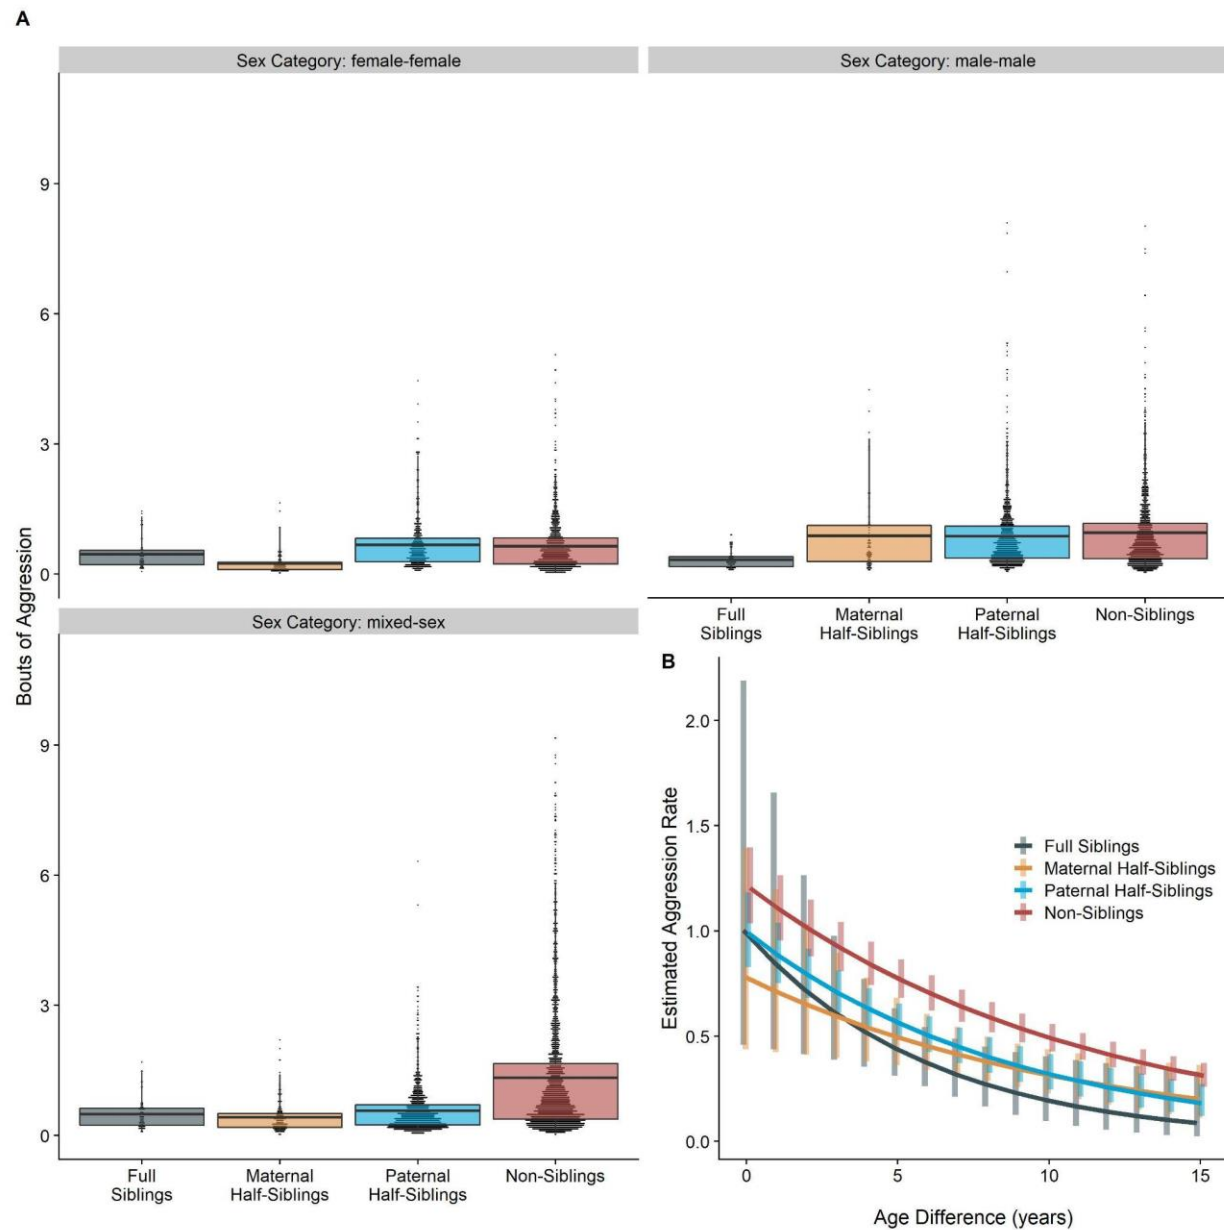 A
Sex Category: female-female
Sex Category: male-male
Bouts of Aggression
9
6
3
0
Full Siblings
Maternal Half-Siblings
Paternal Half-Siblings
Non-Siblings
Sex Category: mixed-sex
9
6
3
0
Full Siblings
Maternal Half-Siblings
Paternal Half-Siblings
Non-Siblings
B
Estimated Aggression Rate
2.0
1.5
1.0
0.5
0.0
Full Siblings
Maternal Half-Siblings
Paternal Half-Siblings
Non-Siblings
0 5 10 15
Age Difference (years)